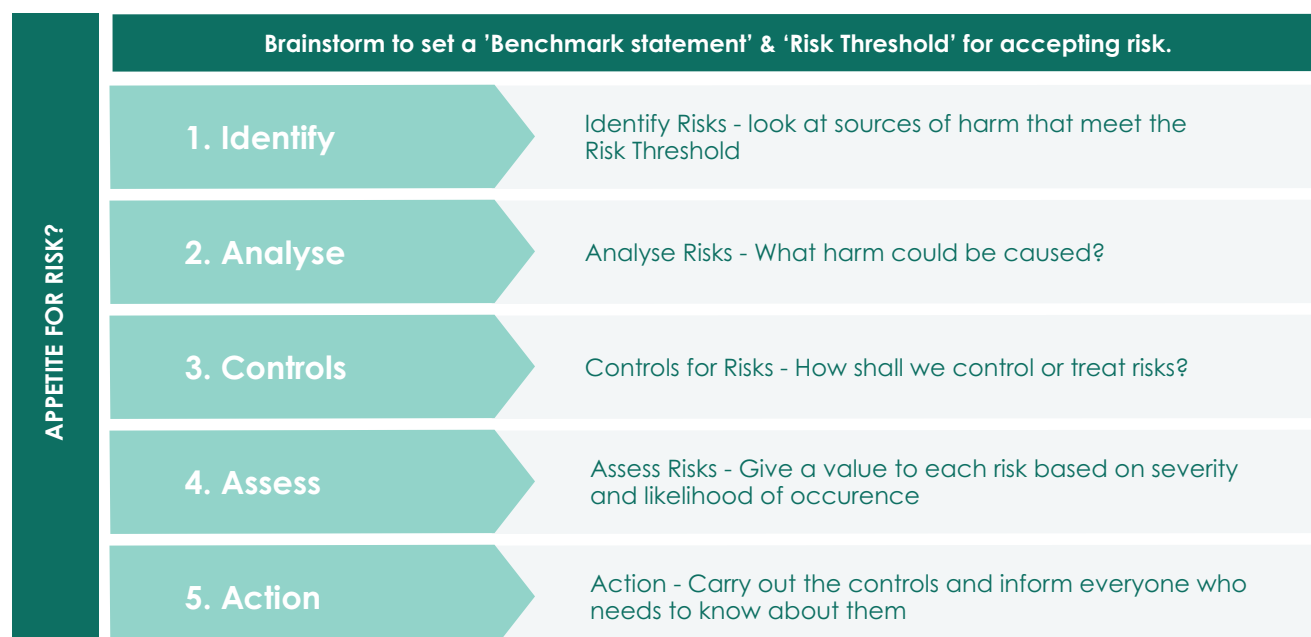 Brainstorm to set a ’Benchmark statement’ & ‘Risk Threshold’ for accepting risk.
APPETITE FOR RISK?
1. Identify
Identify Risks - look at sources of harm that meet the
Risk Threshold
2. Analyse
Analyse Risks - What harm could be caused?
3. Controls
Controls for Risks - How shall we control or treat risks?
4. Assess
Assess Risks - Give a value to each risk based on severity
and likelihood of occurence
5. Action
Action - Carry out the controls and inform everyone who
needs to know about them